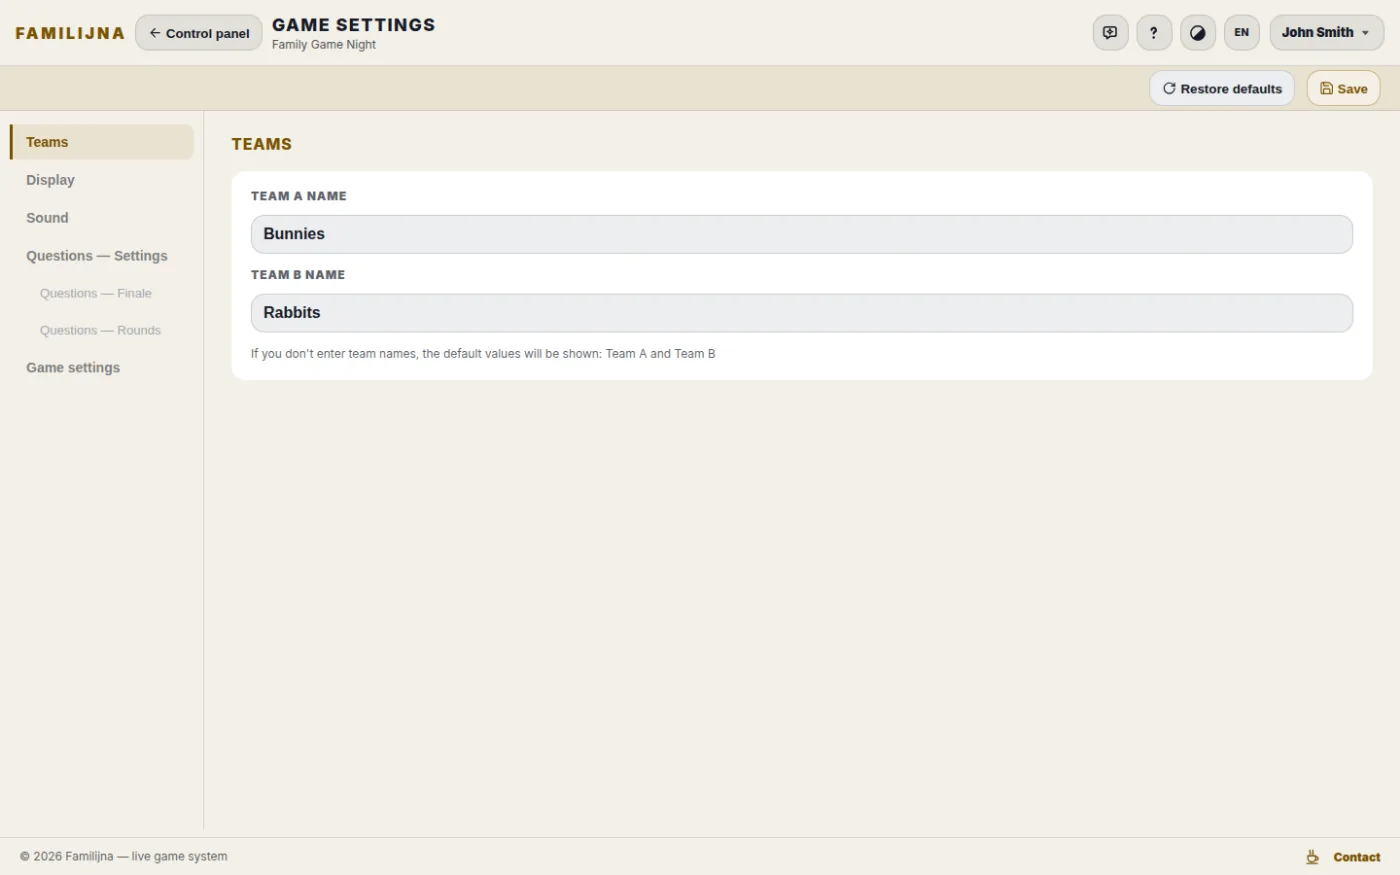 FAMILIJNA
Control panel
GAME SETTINGS
Family Game Night
?
EN
John Smith
Restore defaults
Save
Teams
Display
Sound
Questions — Settings
Questions — Finale
Questions — Rounds
Game settings
TEAMS
TEAM A NAME
Bunnies
TEAM B NAME
Rabbits
If you don't enter team names, the default values will be shown: Team A and Team B
© 2026 Familijna — live game system
Contact